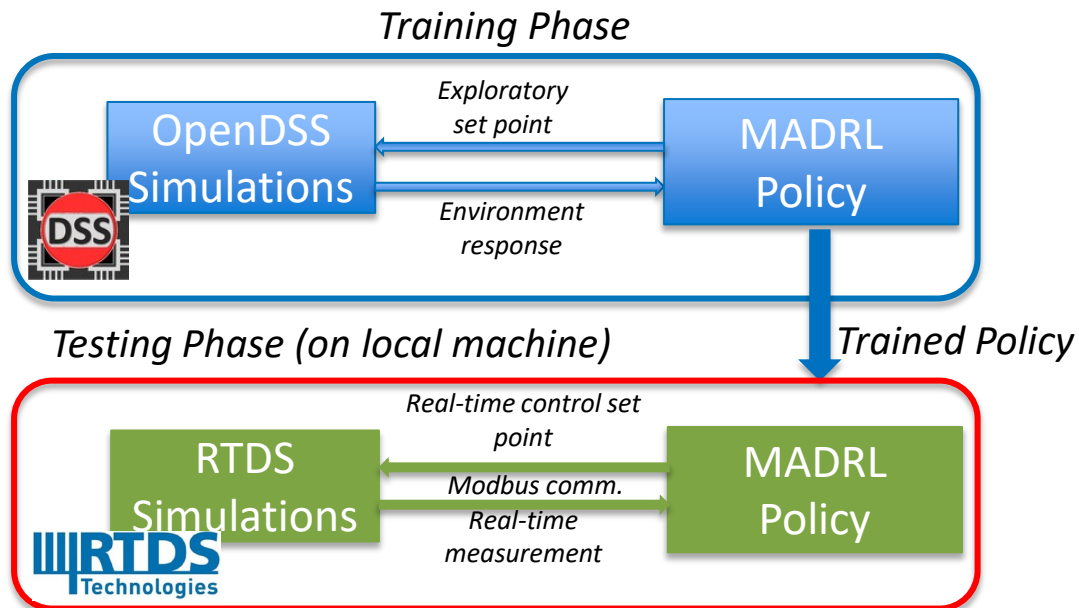 Training Phase
OpenDSS
Simulations
Exploratory
set point
Environment
response
MADRL
Policy
DSS
Trained Policy
Testing Phase (on local machine)
RTDS
Simulations
Real-time control set
point
Modbus comm.
Real-time
measurement
MADRL
Policy
RTDS
Technologies